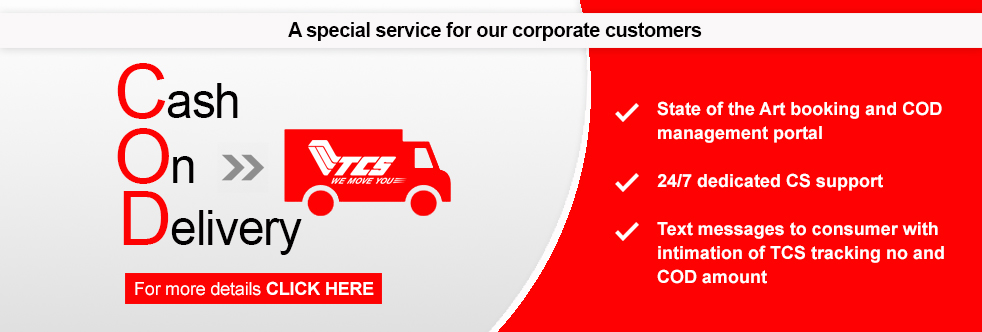 A special service for our corporate customers
Cash
On
Delivery
TCS
WE MOVE YOU
For more details CLICK HERE
State of the Art booking and COD
management portal
24/7 dedicated CS support
Text messages to consumer with
intimation of TCS tracking no and
COD amount